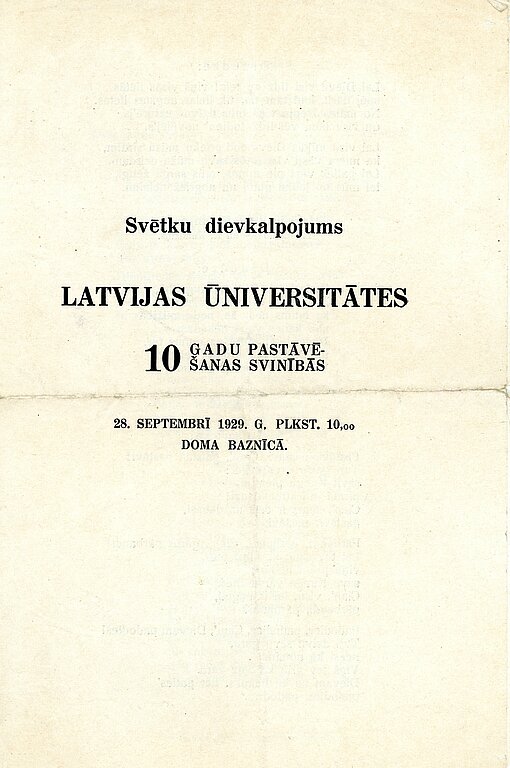 Svētku dievkalpojums
LATVIJAS ŪNIVERSITĀTES
10 GADU PASTĀVĒ-
ŠANAS SVINĪBĀS
28. SEPTEMBRĪ 1929. G. PLKST. 10,00
DOMA BAZNĪCĀ.